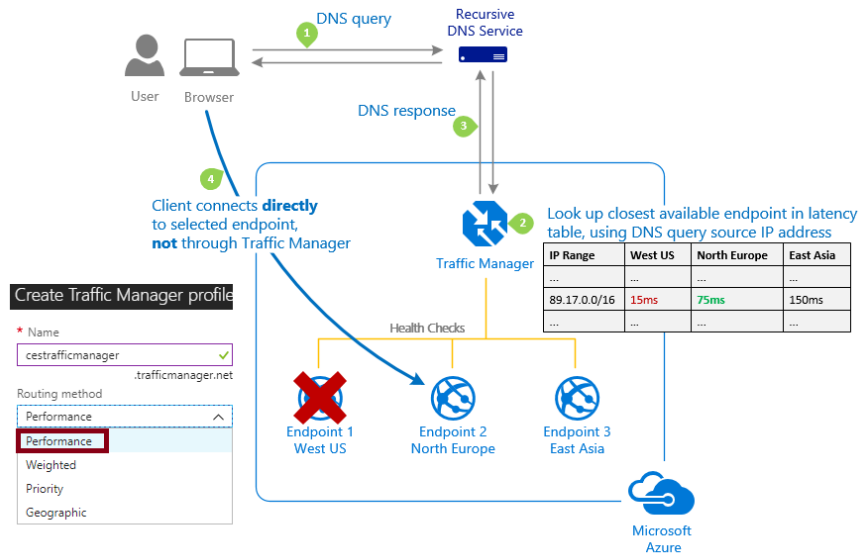 DNS query
1
Recursive
DNS Service
User
Browser
DNS response
3
4
Client connects directly
to selected endpoint,
not through Traffic Manager
2
Look up closest available endpoint in latency
table, using DNS query source IP address
Traffic Manager
IP Range West US North Europe East Asia
... ... ... ...
89.17.0.0/16 15ms 75ms 150ms
... ... ... ...
Health Checks
Endpoint 1
West US
Endpoint 2
North Europe
Endpoint 3
East Asia
Microsoft
Azure
Create Traffic Manager profile
* Name
cestrafficmanager
.trafficmanager.net
Routing method
Performance
Performance
Weighted
Priority
Geographic